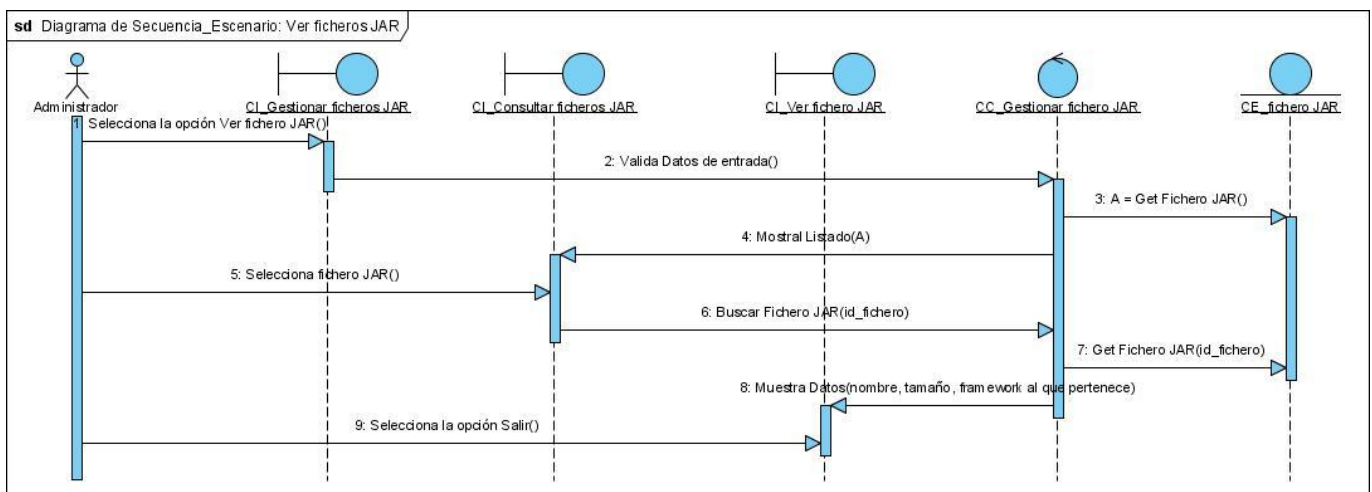 sd Diagrama de Secuencia_Escenario: Ver ficheros JAR
Administrador
CI_Gestionar ficheros JAR
CI_Consultar ficheros JAR
CI_Ver fichero JAR
CC_Gestionar fichero JAR
CE_fichero JAR
1 Selecciona la opción Ver fichero JAR()
2: Valida Datos de entrada()
3: A = Get Fichero JAR()
4: Mostral Listado(A)
5: Selecciona fichero JAR()
6: Buscar Fichero JAR(id_fichero)
7: Get Fichero JAR(id_fichero)
8: Muestra Datos(nombre, tamaño, framework al que pertenece)
9: Selecciona la opción Salir()